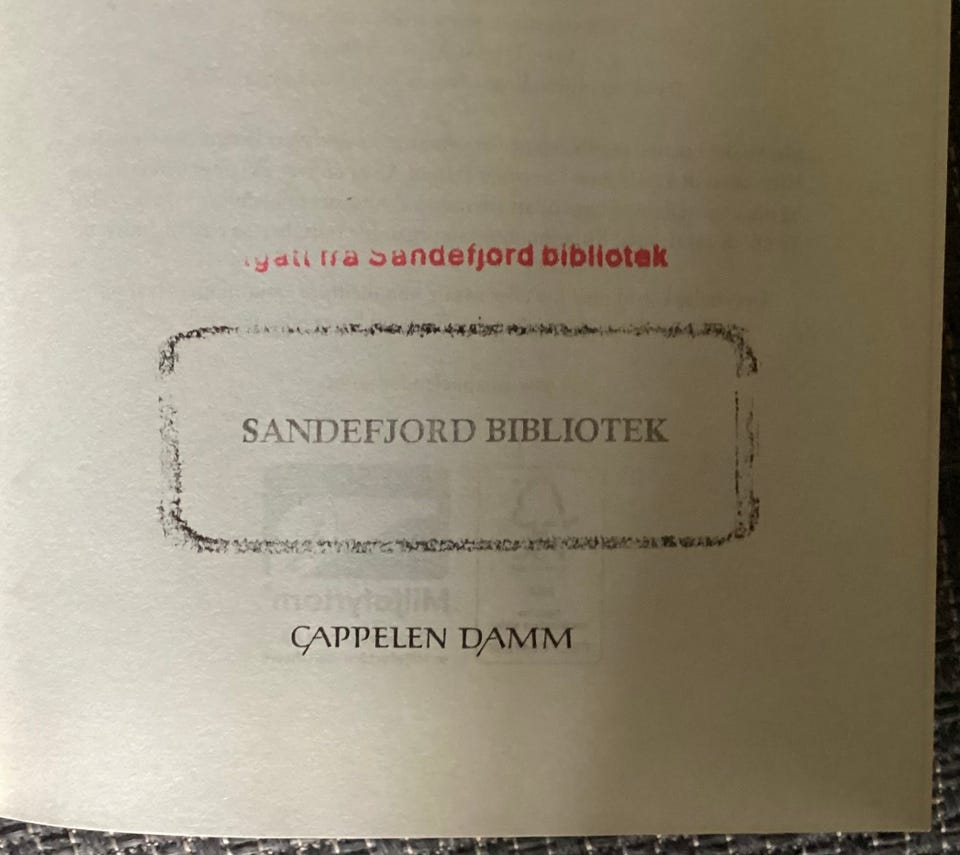 fra Sandefjord bibliotek
SANDEFJORD BIBLIOTEK
CAPPELEN DAMM